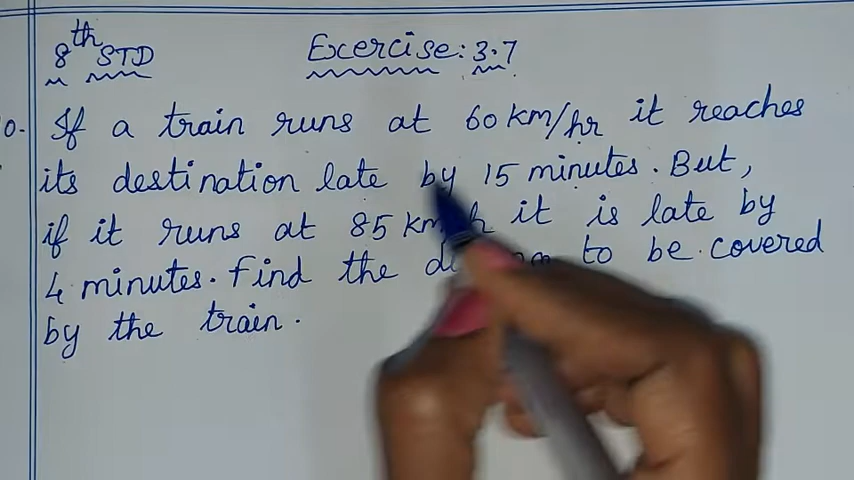 8th STD Exercise: 3.7
0. If a train runs at 60 km/hr it reaches
its destination late by 15 minutes. But,
if it runs at 85 km h it is late by
4 minutes. Find the to be covered
by the train.